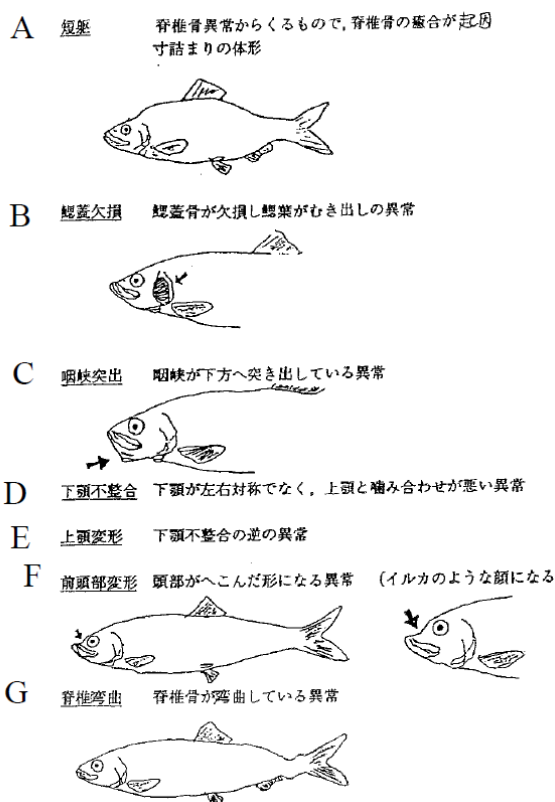 A 短躯 脊椎骨異常からくるもので，脊椎骨の癒合が起因
寸詰まりの体形
B 鰓蓋欠損 鰓蓋骨が欠損し鰓葉がむき出しの異常
C 咽峡突出 咽峡が下方へ突き出している異常
D 下顎不整合 下顎が左右対称でなく，上顎と噛み合わせが悪い異常
E 上顎変形 下顎不整合の逆の異常
F 前頭部変形 頭部がへこんだ形になる異常 （イルカのような顔になる
G 脊椎湾曲 脊椎骨が湾曲している異常